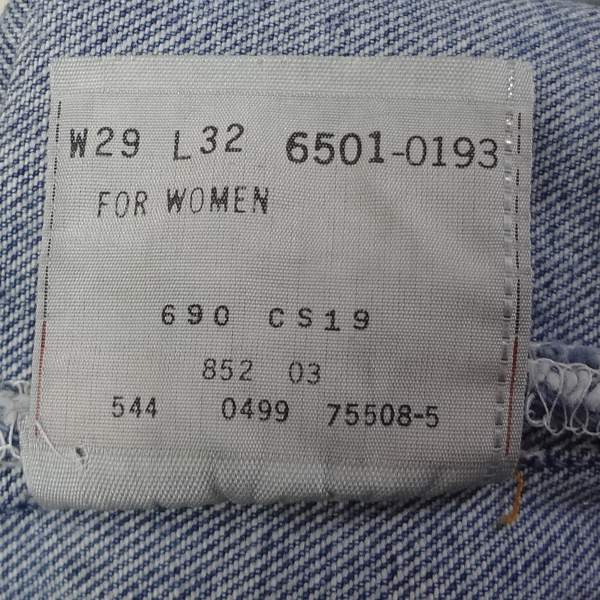 W29 L32 6501-0193
FOR WOMEN
690 CS19
852 03
544 0499 75508-5